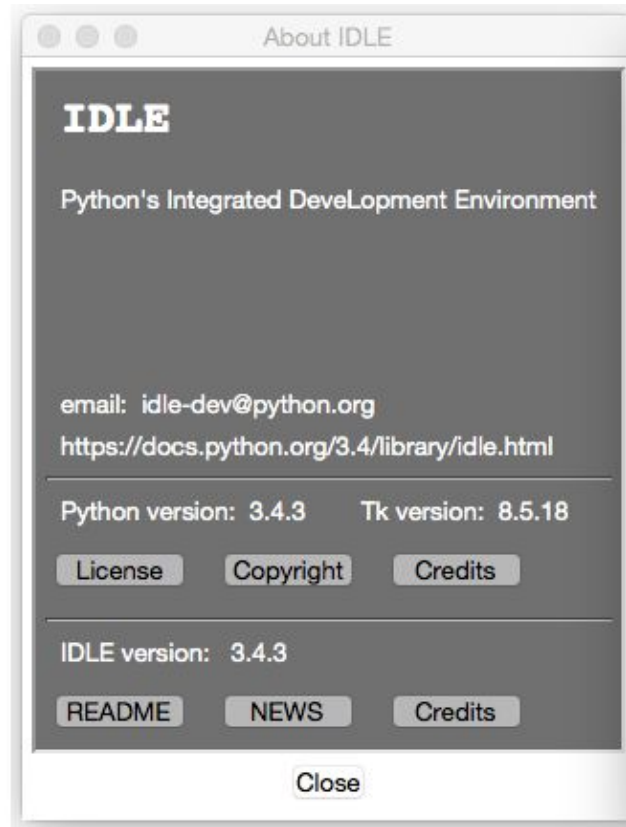 About IDLE
IDLE
Python's Integrated DeveLopment Environment
email:  idle-dev@python.org
https://docs.python.org/3.4/library/idle.html
Python version:  3.4.3 Tk version:  8.5.18
License Copyright Credits
IDLE version:   3.4.3
README NEWS Credits
Close